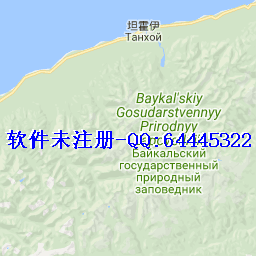 坦霍伊
Танхой
Baykal'skiy
Gosudarstvennyy
Prirodnyy
软件未注册-QQ:64445322
Байкальский
государственный
природный
заповедник